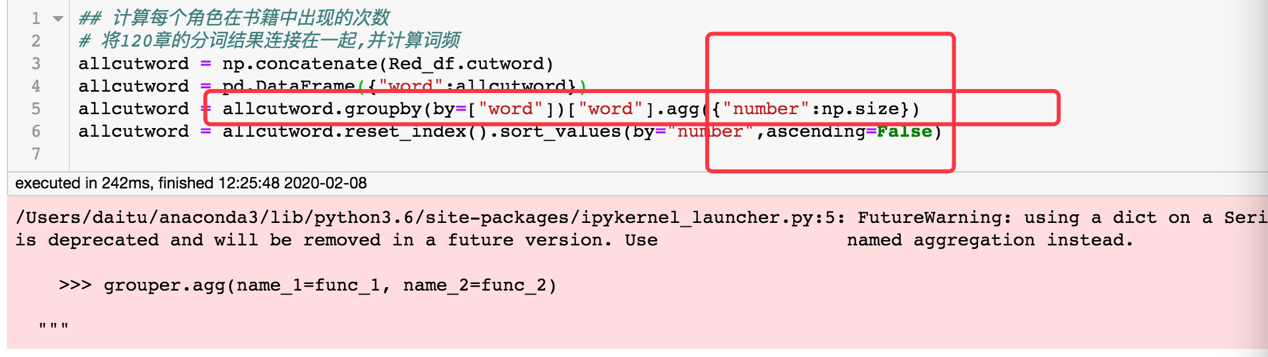 1 ## 计算每个角色在书籍中出现的次数
2 # 将120章的分词结果连接在一起,并计算词频
3 allcutword = np.concatenate(Red_df.cutword)
4 allcutword = pd.DataFrame({"word":allcutword})
5 allcutword = allcutword.groupby(by=["word"])["word"].agg({"number":np.size})
6 allcutword = allcutword.reset_index().sort_values(by="number",ascending=False)
7
executed in 242ms, finished 12:25:48 2020-02-08
/Users/daitu/anaconda3/lib/python3.6/site-packages/ipykernel_launcher.py:5: FutureWarning: using a dict on a Seri
is deprecated and will be removed in a future version. Use named aggregation instead.
>>> grouper.agg(name_1=func_1, name_2=func_2)
"""